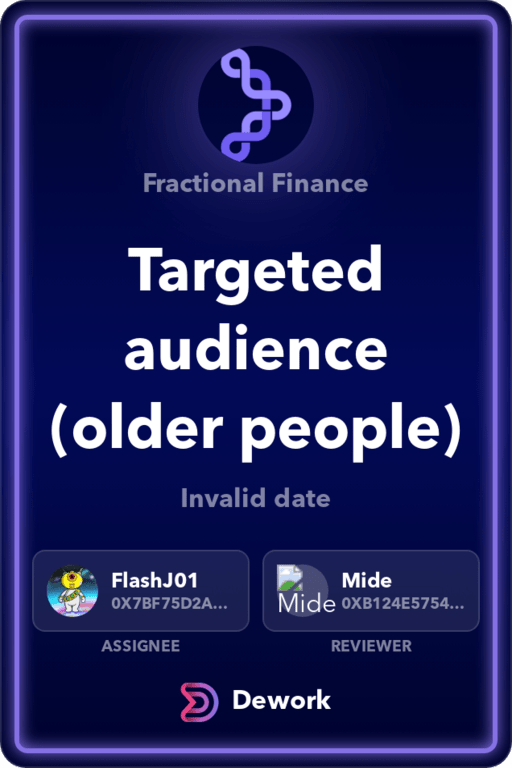 Fractional Finance
Targeted
audience
(older people)
Invalid date
FlashJ01
0X7BF75D2A...
ASSIGNEE
Mide
Mide
0XB124E5754...
REVIEWER
Dework